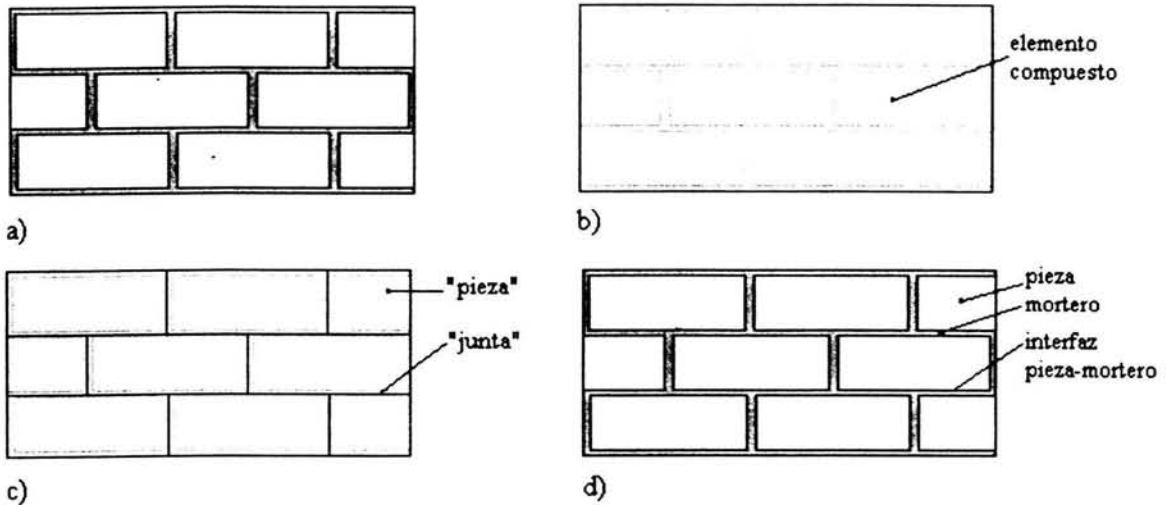 elemento
compuesto
a)
b)
"pieza"
"junta"
pieza
mortero
interfaz
pieza-mortero
c)
d)